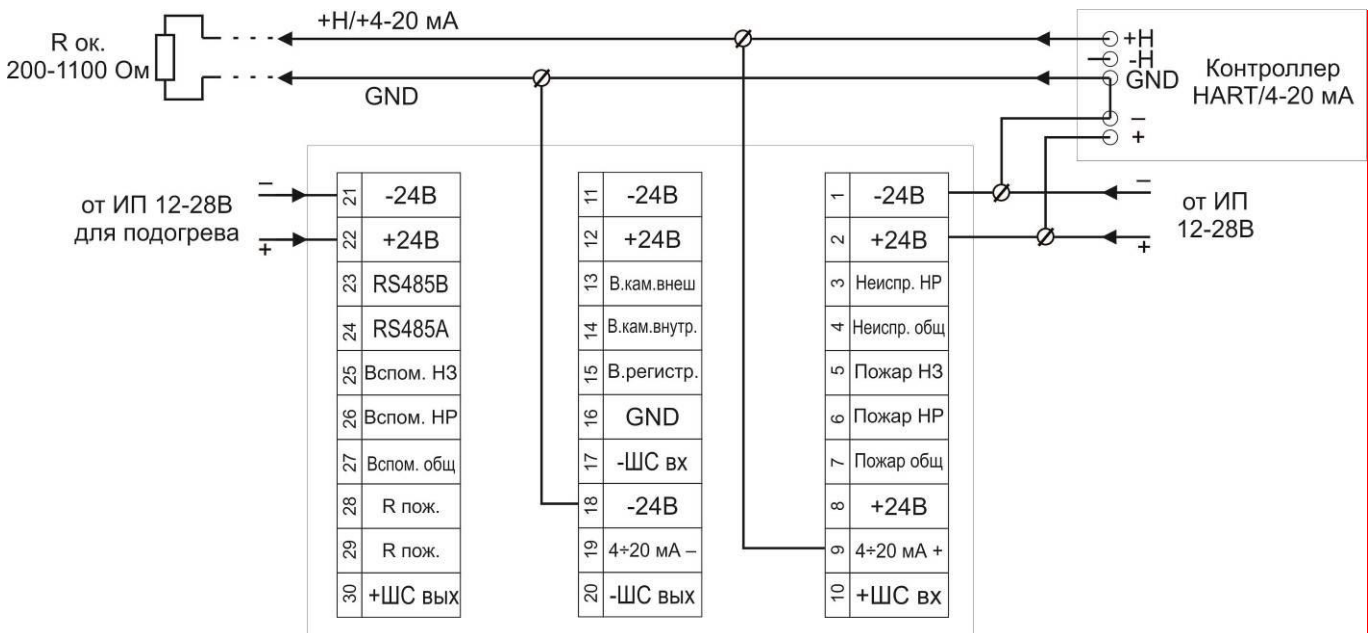 +Н/+4-20 мА
R ок.
200-1100 Ом
GND
+Н
-Н
GND
–
+
Контроллер
HART/4-20 мА
от ИП 12-28В
для подогрева
–
+
21 -24В
22 +24В
23 RS485В
24 RS485А
25 Вспом. НЗ
26 Вспом. НР
27 Вспом. общ
28 R пож.
29 R пож.
30 +ШС вых
11 -24В
12 +24В
13 В.кам.внеш
14 В.кам.внутр.
15 В.регистр.
16 GND
17 -ШС вх
18 -24В
19 4÷20 мА –
20 -ШС вых
1 -24В
2 +24В
3 Неиспр. НР
4 Неиспр. общ
5 Пожар НЗ
6 Пожар НР
7 Пожар общ
8 +24В
9 4÷20 мА +
10 +ШС вх
–
+
от ИП
12-28В